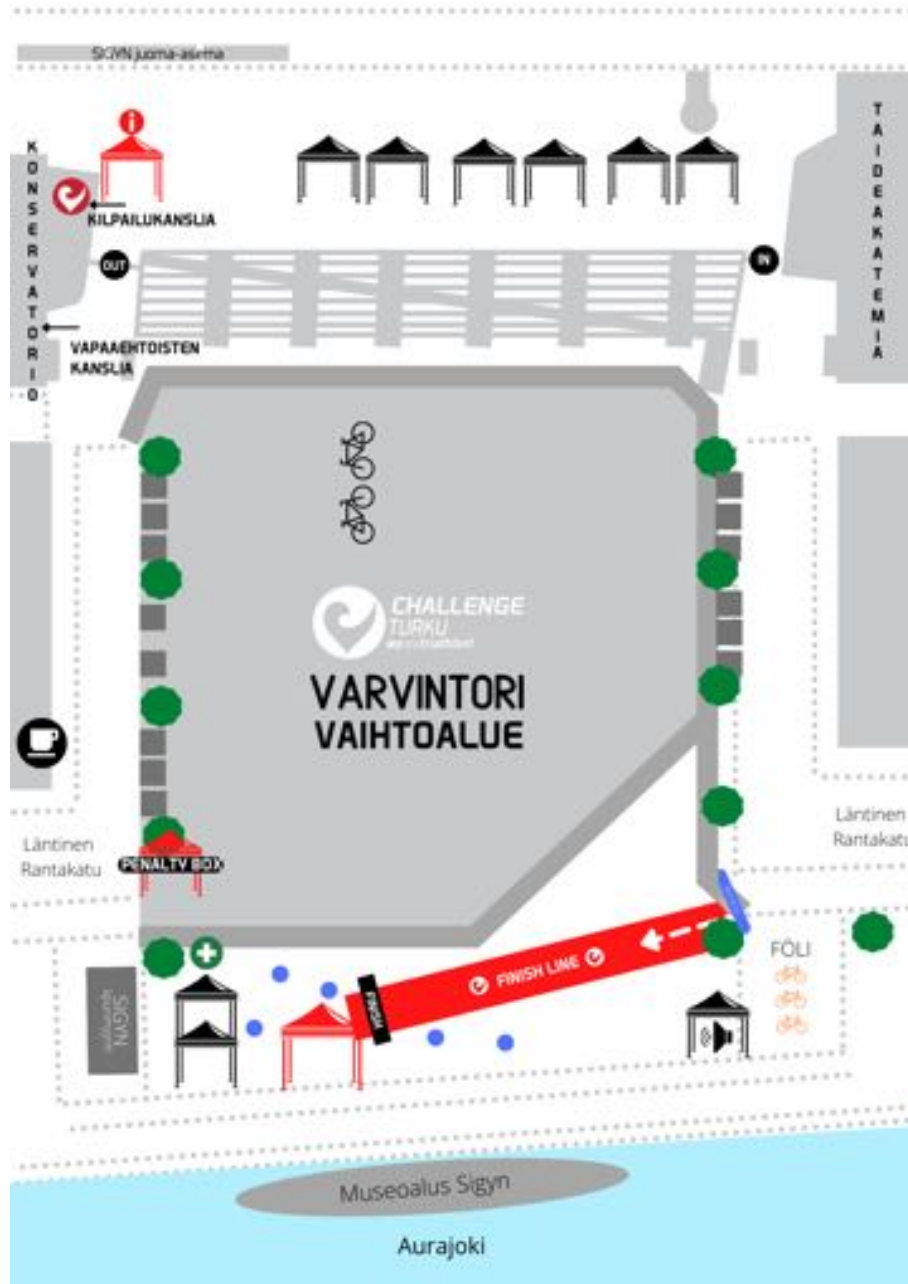 SIGYN juoma-asema
KONSERVATORIO
TAIDEAKATEMIA
i
KILPAILUKANSLIA
OUT
IN
VAPAAEHTOISTEN
KANSLIA
CHALLENGE
TURKU
VARVINTORI
VAIHTOALUE
Läntinen
Rantakatu
Läntinen
Rantakatu
PENALTY BOX
FINISH LINE
FINISH
FÖLI
SIGYN
Museoalus Sigyn
Aurajoki